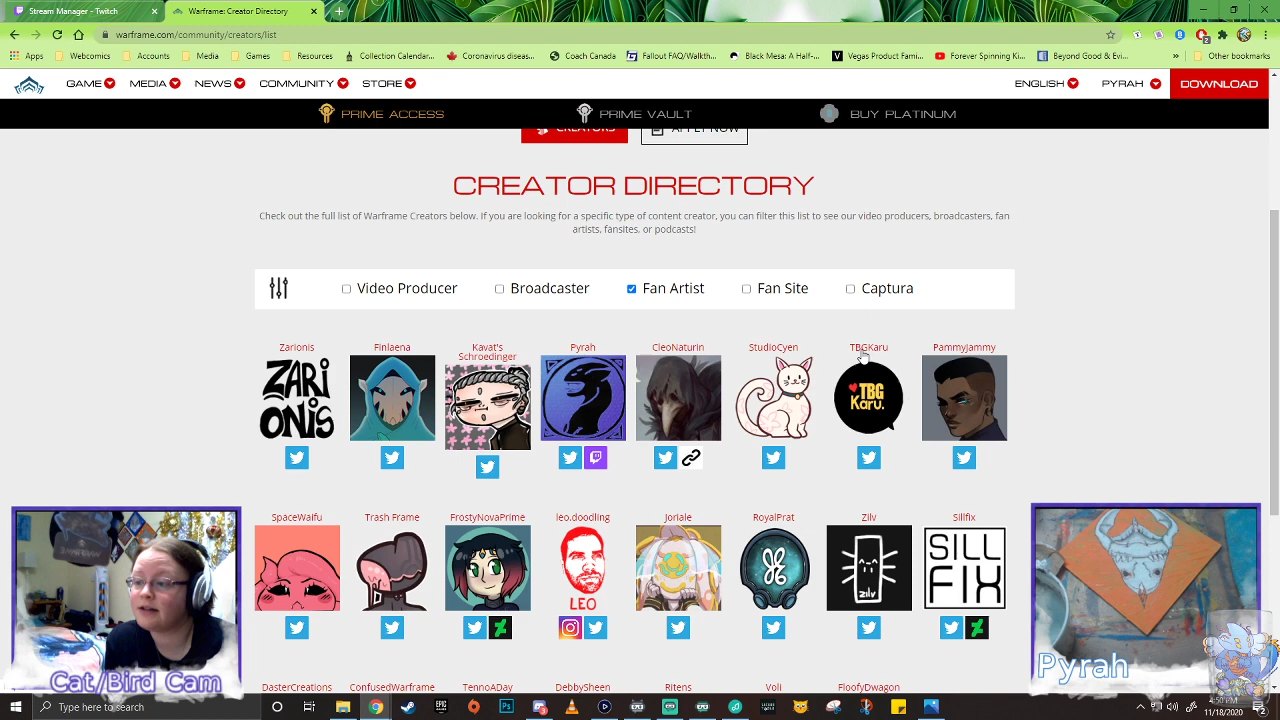 Stream Manager - Twitch
Warframe: Creator Directory
warframe.com/community/creators/list
Apps
Webcomics
Accounts
Media
Games
Resources
Collection Calendar...
Coronavirus diseas...
Coach Canada
Fallout FAQ/Walkth...
Black Mesa: A Half-...
Vegas Product Fami...
Forever Spinning Ki...
Beyond Good & Evi...
»
Other bookmarks
GAME
MEDIA
NEWS
COMMUNITY
STORE
ENGLISH
PYRAH
DOWNLOAD
PRIME ACCESS
PRIME VAULT
BUY PLATINUM
CREATORS
APPLY NOW
CREATOR DIRECTORY
Check out the full list of Warframe Creators below. If you are looking for a specific type of content creator, you can filter this list to see our video producers, broadcasters, fan
artists, fansites, or podcasts!
Video Producer
Broadcaster
Fan Artist
Fan Site
Captura
Zarionis
Finlaena
Kavat's
Schroedinger
Pyrah
CleoNaturin
StudioCyen
TBGKaru
PammyJammy
ZARI
ONIS
TBG
Karu.
SpaceWaifu
Trash Frame
FrostyNovaPrime
leo.doodling
Joriale
RoyalPrat
Zilv
Sillfix
LEO
zilv
SILL
FIX
DasterCreations
ConfusedWarframe
TennoADay
DebbySheen
Ritens
Voli
FloofyDwagon
Cat/Bird Cam
Pyrah
Type here to search
4:50 PM
11/18/2020